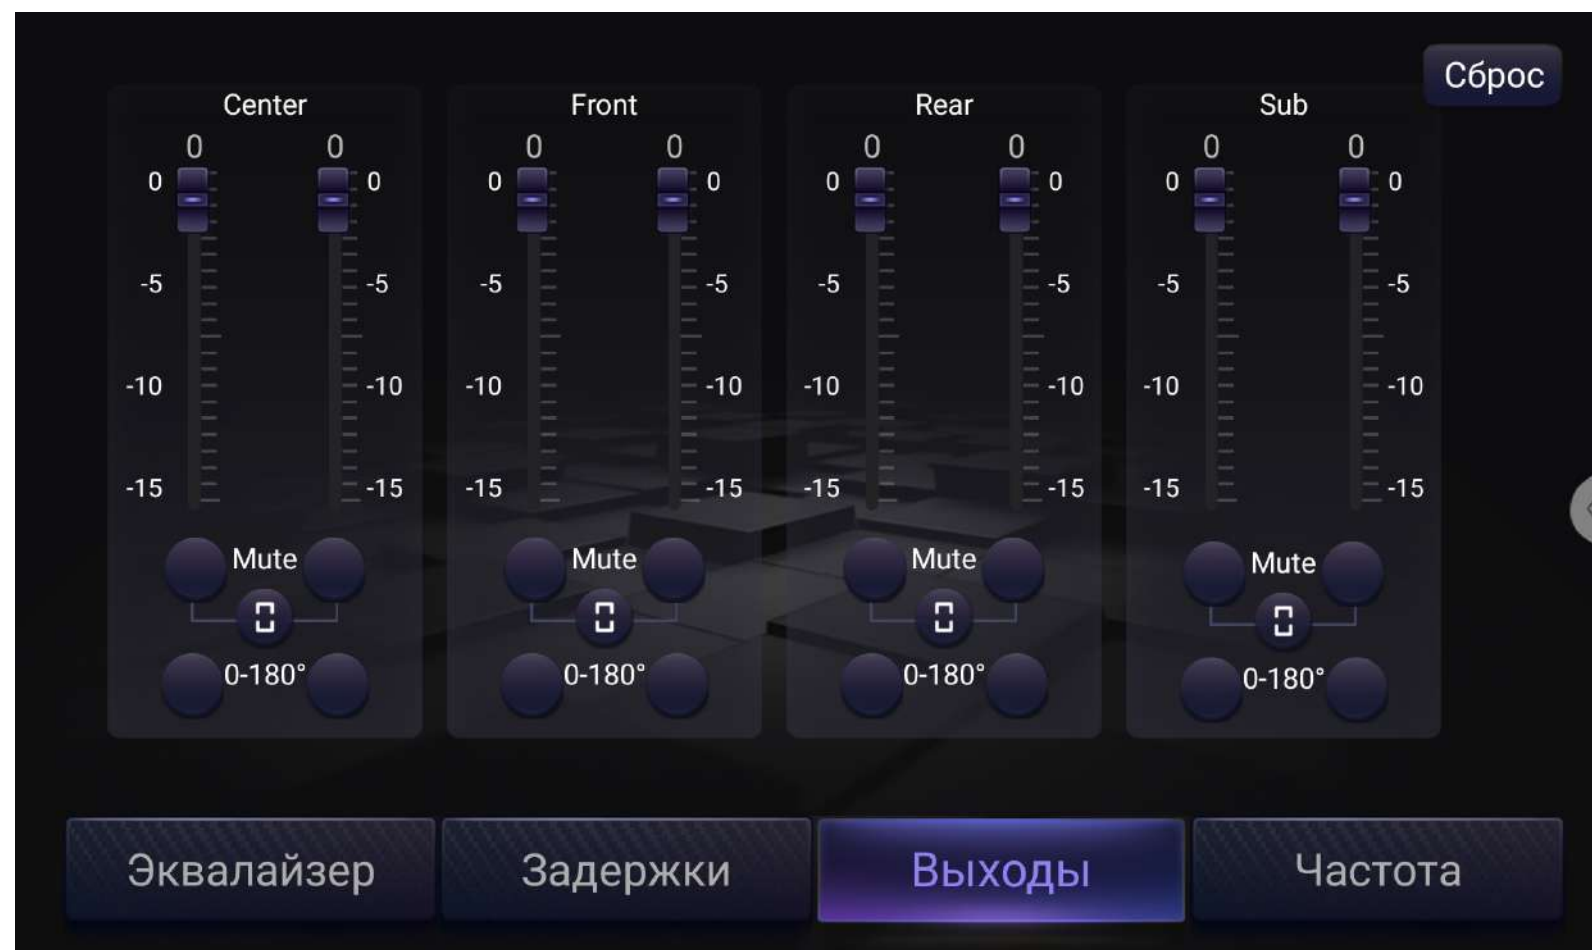 Сброс
Center Front Rear Sub
0 0 0 0 0 0 0 0
0 0 0 0 0 0 0 0
-5 -5 -5 -5 -5 -5 -5 -5
-10 -10 -10 -10 -10 -10 -10 -10
-15 -15 -15 -15 -15 -15 -15 -15
Mute Mute Mute Mute
0-180° 0-180° 0-180° 0-180°
Эквалайзер Задержки Выходы Частота